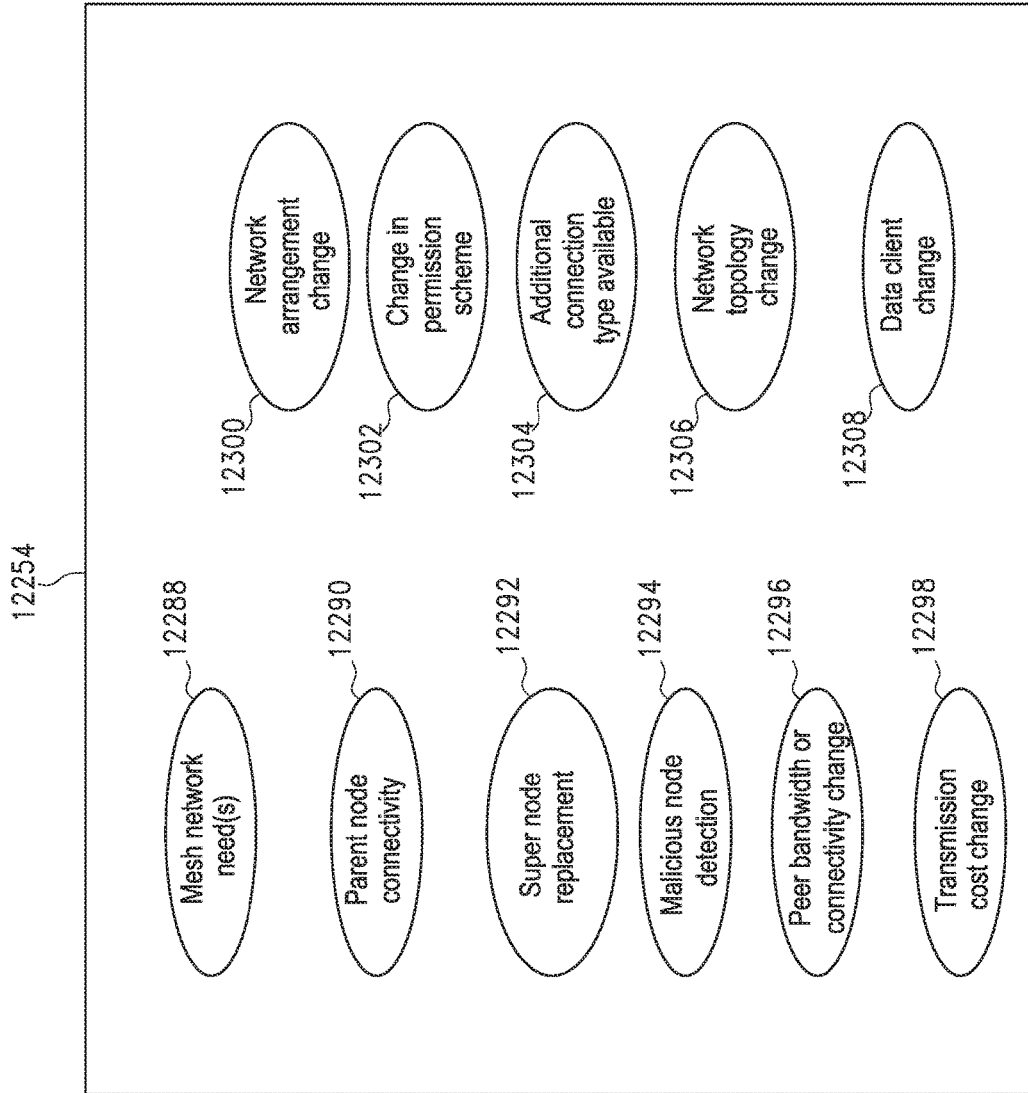 12254
12288
Mesh network
need(s)
12290
Parent node
connectivity
12292
Super node
replacement
12294
Malicious node
detection
12296
Peer bandwidth or
connectivity change
12298
Transmission
cost change
12300
Network
arrangement
change
12302
Change in
permission
scheme
12304
Additional
connection
type available
12306
Network
topology
change
12308
Data client
change